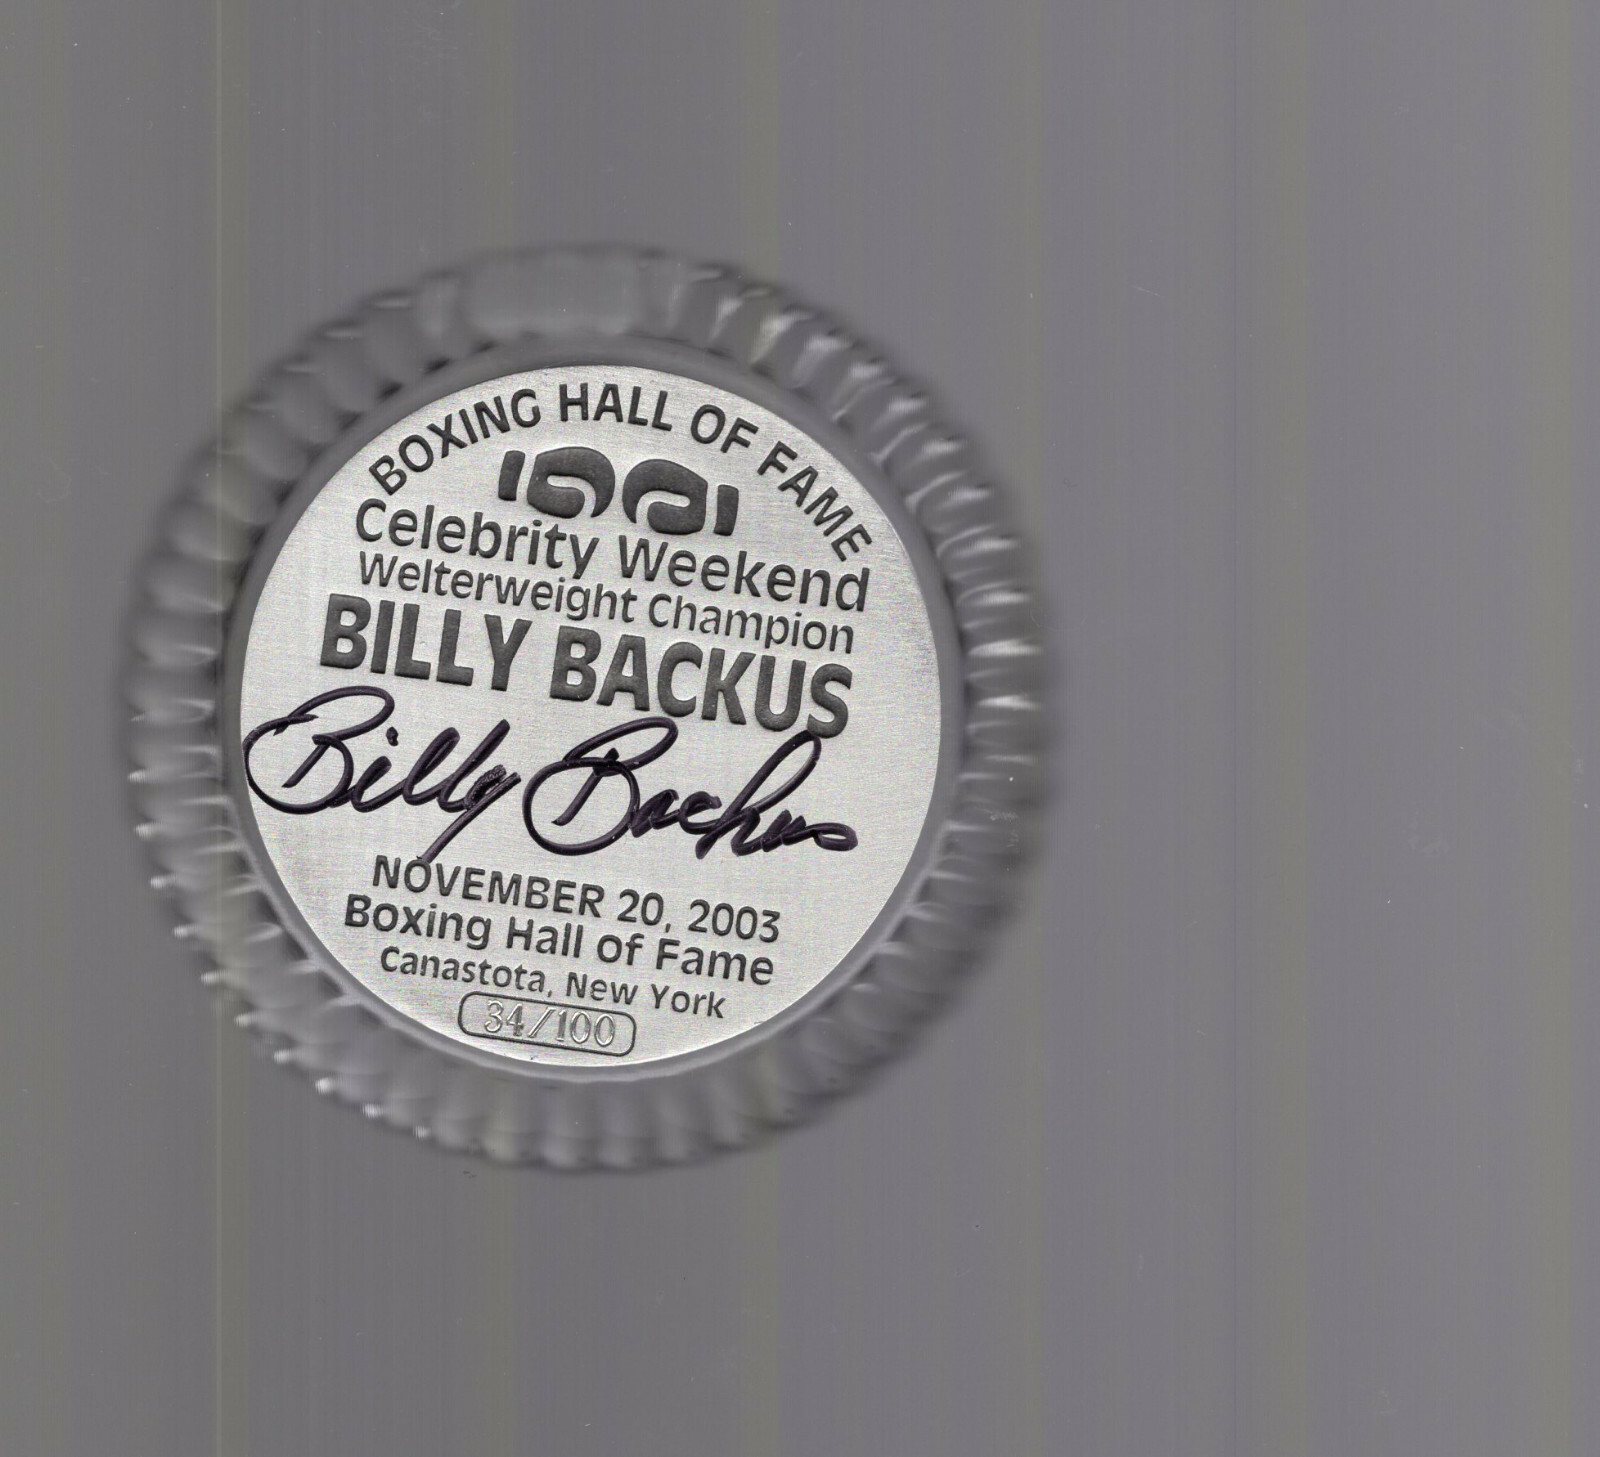 BOXING HALL OF FAME
Celebrity Weekend
Welterweight Champion
BILLY BACKUS
Billy Backus
NOVEMBER 20, 2003
Boxing Hall of Fame
Canastota, New York
34/100